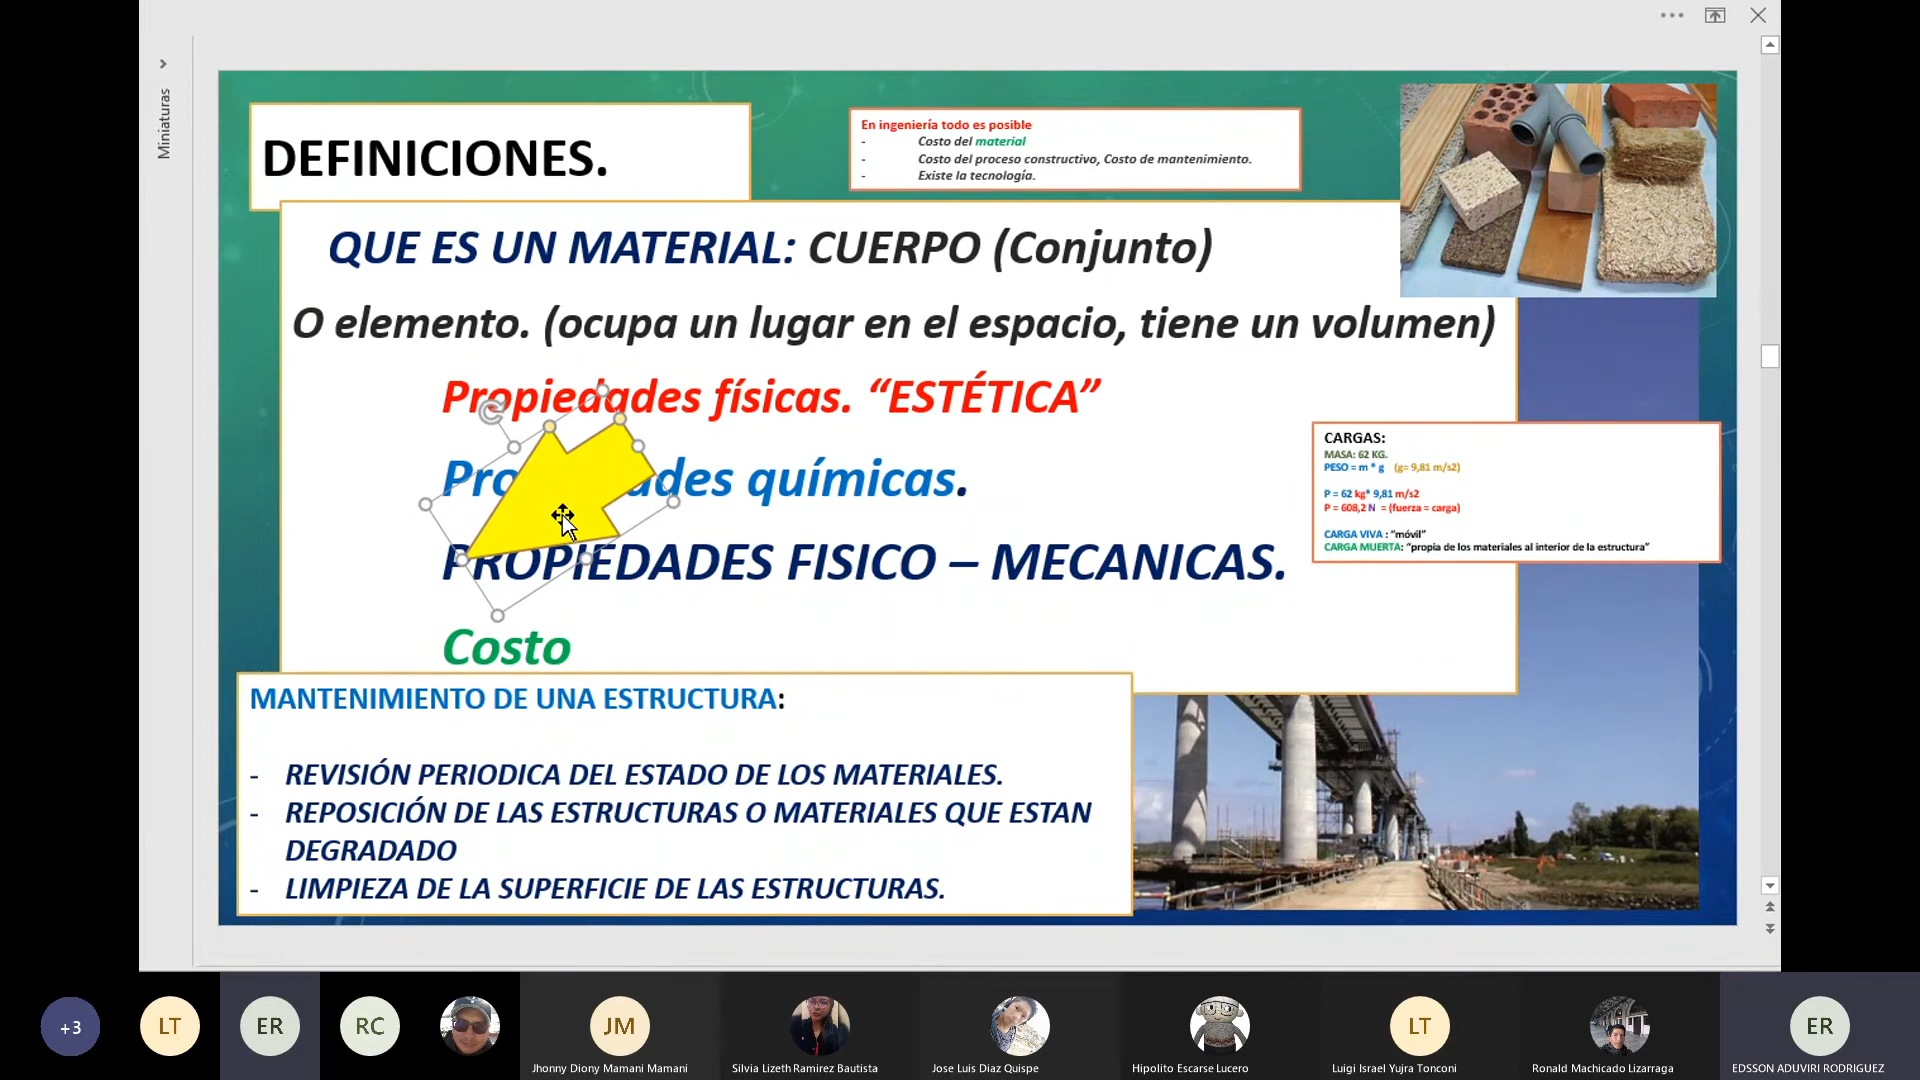 Miniaturas
DEFINICIONES.
En ingeniería todo es posible
- Costo del material
- Costo del proceso constructivo, Costo de mantenimiento.
- Existe la tecnología.
QUE ES UN MATERIAL: CUERPO (Conjunto)
O elemento. (ocupa un lugar en el espacio, tiene un volumen)
Propiedades físicas. “ESTÉTICA”
químicas.
PROPIEDADES FISICO – MECANICAS.
Costo
CARGAS:
MASA: 62 KG.
PESO = m * g (g= 9,81 m/s2)
P = 62 kg* 9,81 m/s2
P = 608,2 N = (fuerza = carga)
CARGA VIVA : “móvil”
CARGA MUERTA: “propia de los materiales al interior de la estructura”
MANTENIMIENTO DE UNA ESTRUCTURA:
- REVISIÓN PERIODICA DEL ESTADO DE LOS MATERIALES.
- REPOSICIÓN DE LAS ESTRUCTURAS O MATERIALES QUE ESTAN
DEGRADADO
- LIMPIEZA DE LA SUPERFICIE DE LAS ESTRUCTURAS.
+3
LT
ER
RC
JM
LT
ER
Jhonny Diony Mamani Mamani
Silvia Lizeth Ramirez Bautista
Jose Luis Diaz Quispe
Hipolito Escarse Lucero
Luigi Israel Yujra Tonconi
Ronald Machicado Lizarraga
EDSSON ADUVIRI RODRIGUEZ